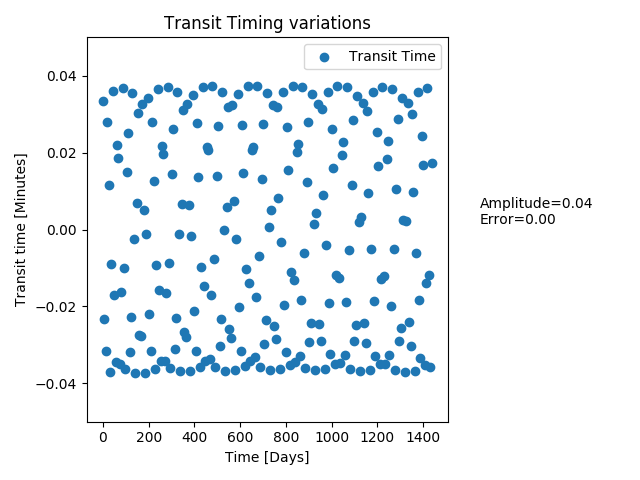 Transit Timing variations
Transit Time
0.04
0.02
0.00
−0.02
−0.04
Transit time [Minutes]
0 200 400 600 800 1000 1200 1400
Time [Days]
Amplitude=0.04
Error=0.00